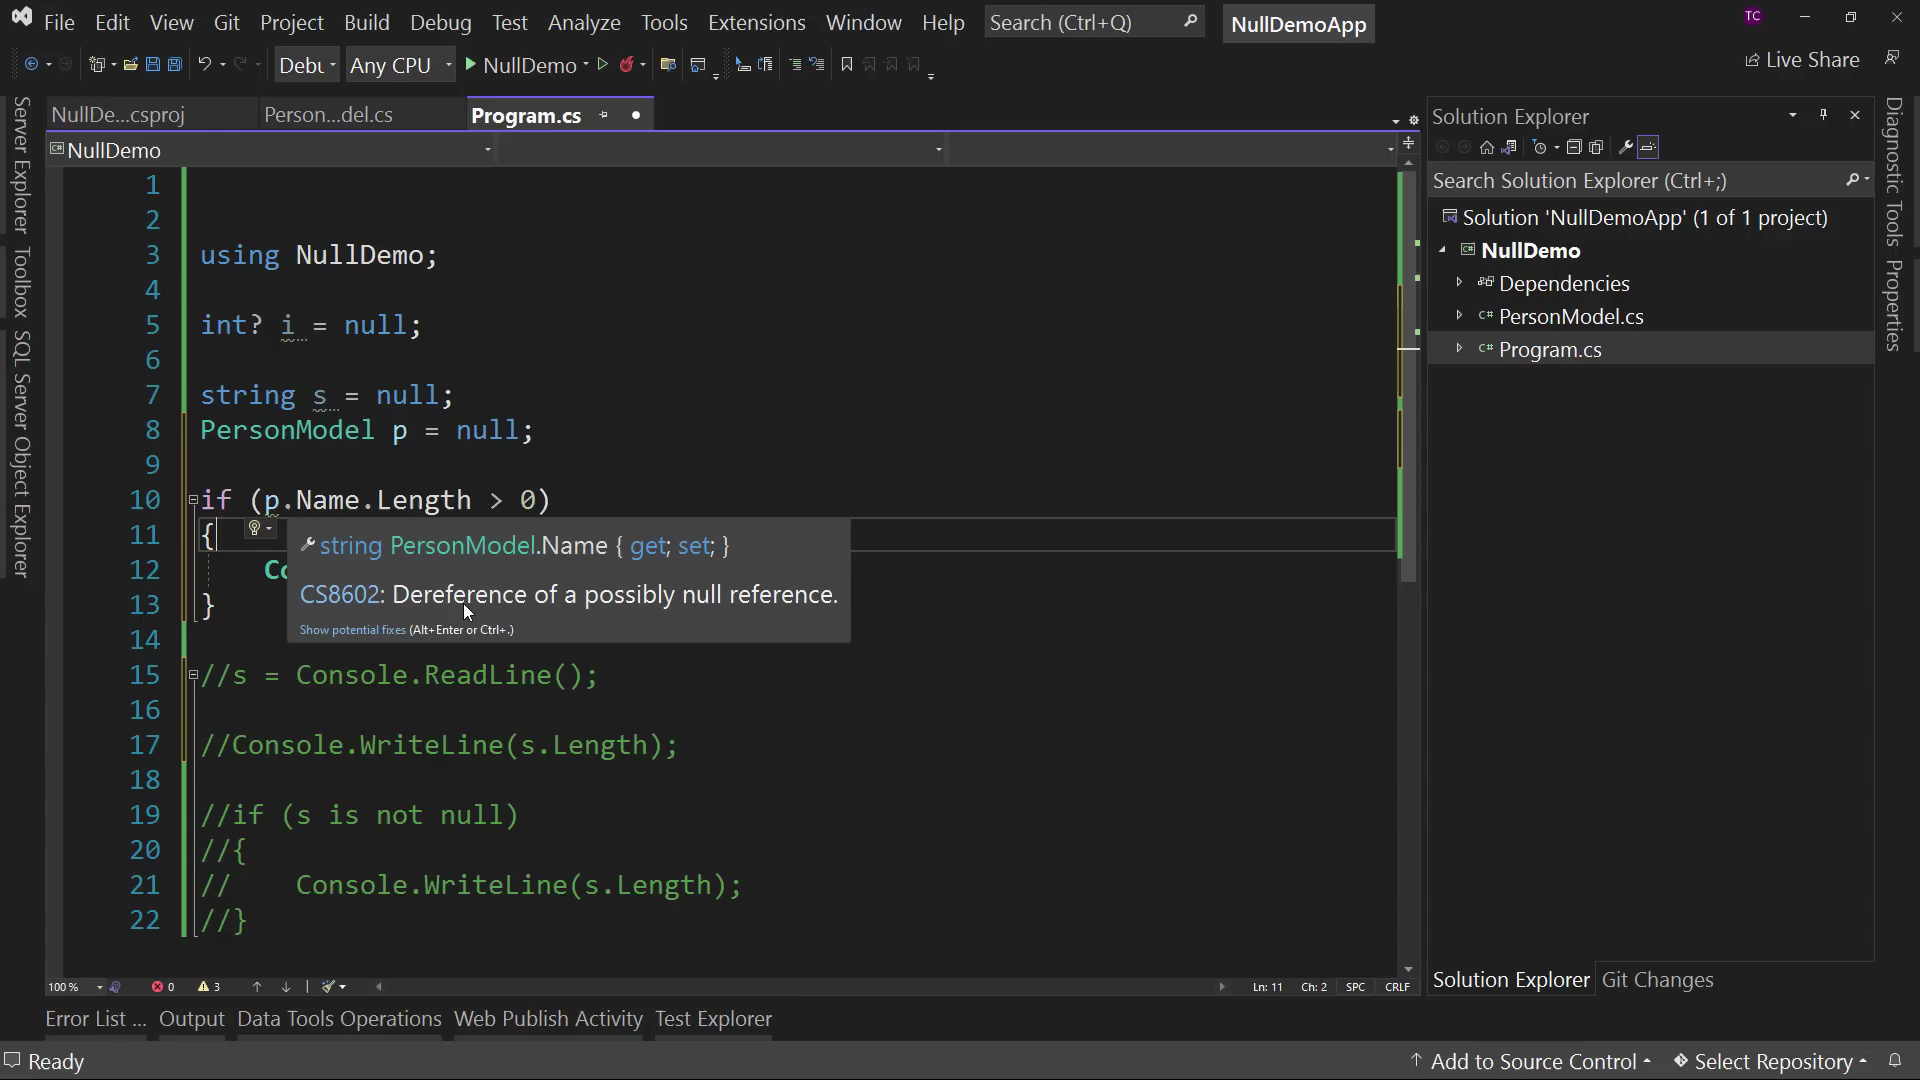 File Edit View Git Project Build Debug Test Analyze Tools Extensions Window Help Search (Ctrl+Q) NullDemoApp TC
Debu Any CPU NullDemo Live Share
Server Explorer
Toolbox
SQL Server Object Explorer
NullDe...csproj Person...del.cs Program.cs
NullDemo
1
2
3 using NullDemo;
4
5 int? i = null;
6
7 string s = null;
8 PersonModel p = null;
9
10 if (p.Name.Length > 0)
11 {
12 Co
13 }
14
15 //s = Console.ReadLine();
16
17 //Console.WriteLine(s.Length);
18
19 //if (s is not null)
20 //{
21 // Console.WriteLine(s.Length);
22 //}
string PersonModel.Name { get; set; }
CS8602: Dereference of a possibly null reference.
Show potential fixes (Alt+Enter or Ctrl+.)
100 % 0 3 Ln: 11 Ch: 2 SPC CRLF
Solution Explorer
Search Solution Explorer (Ctrl+;)
Solution 'NullDemoApp' (1 of 1 project)
NullDemo
Dependencies
C# PersonModel.cs
C# Program.cs
Solution Explorer Git Changes
Diagnostic Tools
Properties
Error List ... Output Data Tools Operations Web Publish Activity Test Explorer
Ready Add to Source Control Select Repository